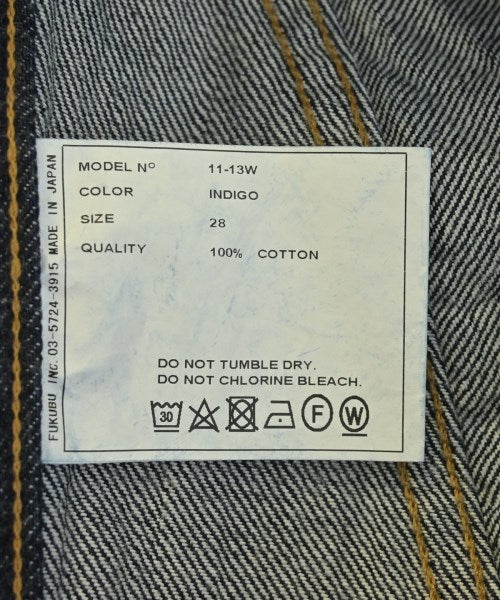 MODEL Nº 11-13W
COLOR INDIGO
SIZE 28
QUALITY 100% COTTON
DO NOT TUMBLE DRY.
DO NOT CHLORINE BLEACH.
30 F W
FUKUBU INC. 03-5724-3915 MADE IN JAPAN